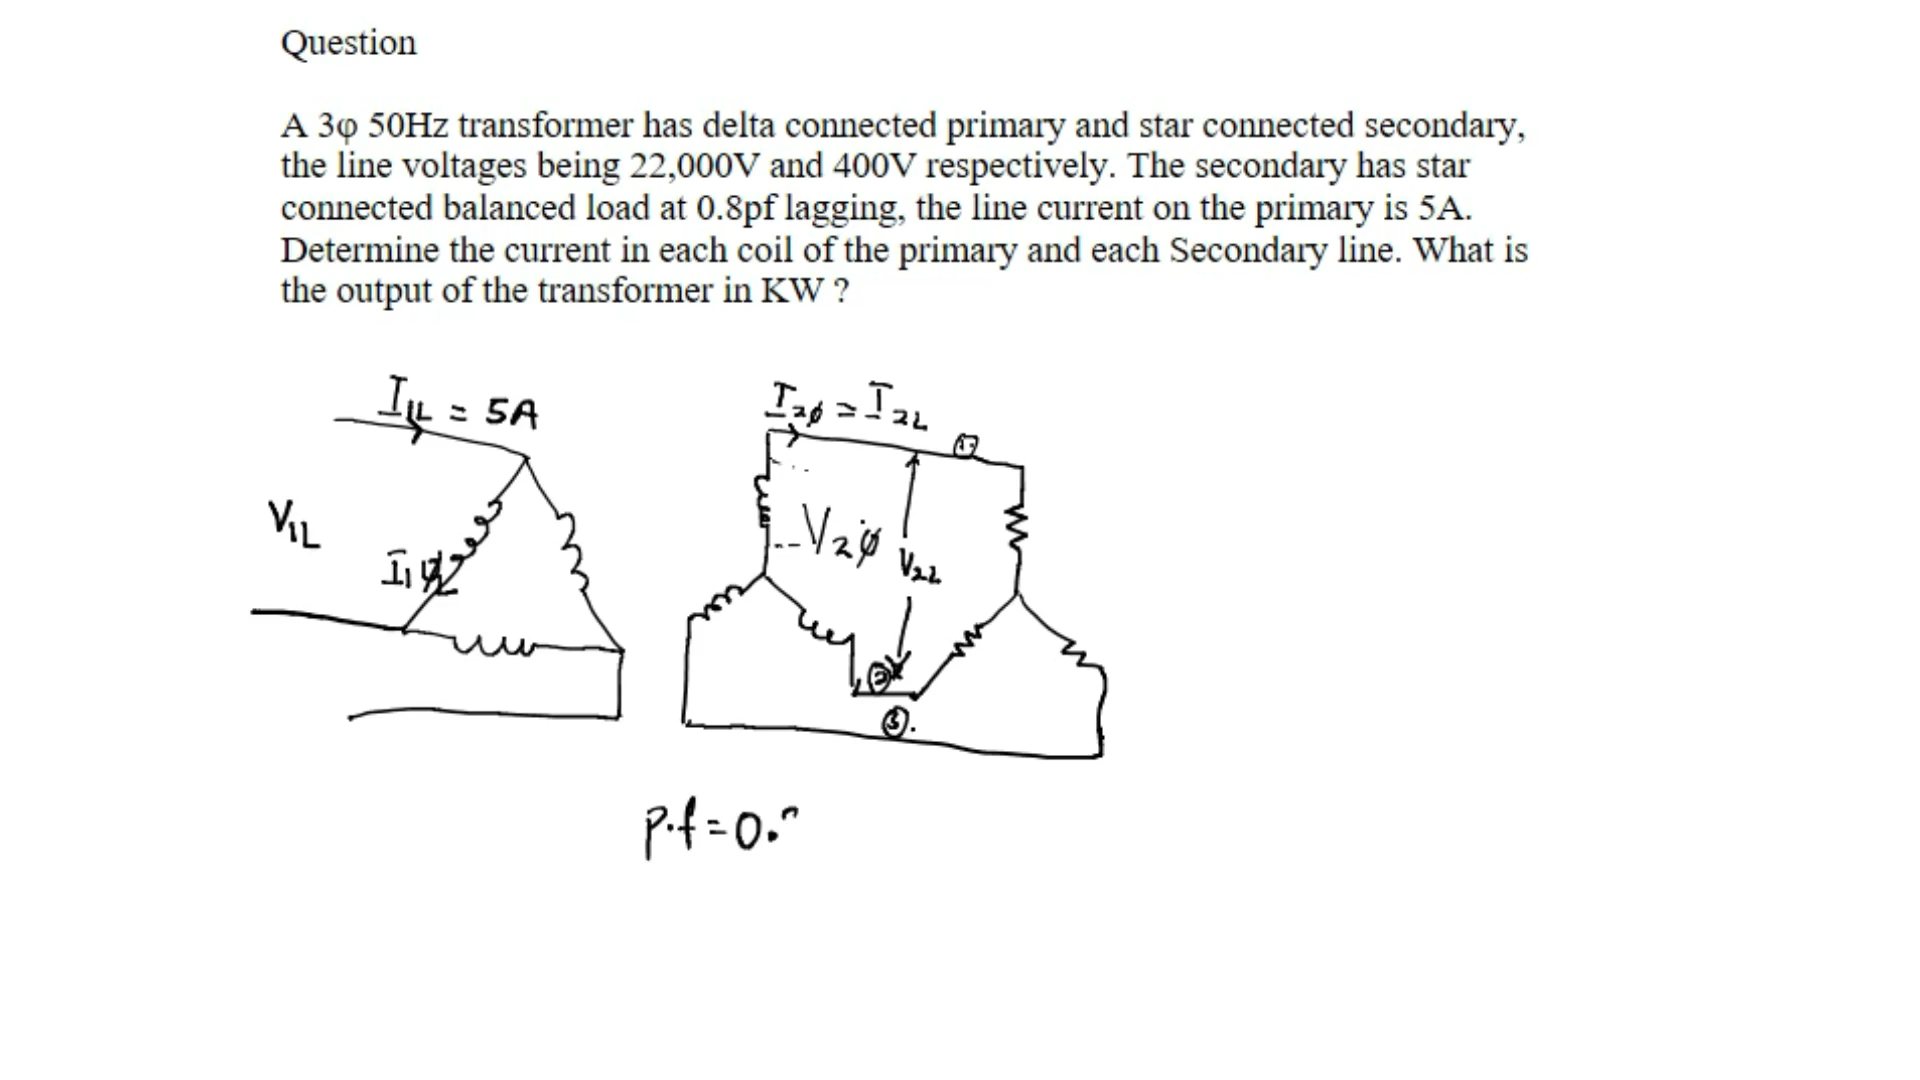 Question
A 3φ 50Hz transformer has delta connected primary and star connected secondary,
the line voltages being 22,000V and 400V respectively. The secondary has star
connected balanced load at 0.8pf lagging, the line current on the primary is 5A.
Determine the current in each coil of the primary and each Secondary line. What is
the output of the transformer in KW ?
I1L = 5A
I2φ = I2L
V1L
I1φ
V2φ
V2L
2
3
p.f = 0.